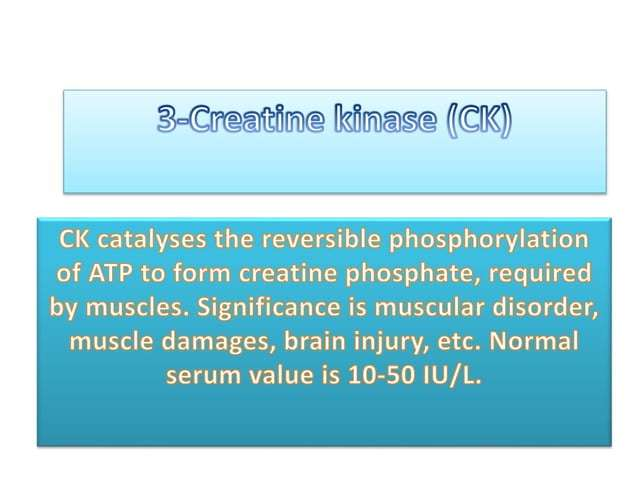 3-Creatine kinase (CK)
CK catalyses the reversible phosphorylation
of ATP to form creatine phosphate, required
by muscles. Significance is muscular disorder,
muscle damages, brain injury, etc. Normal
serum value is 10-50 IU/L.